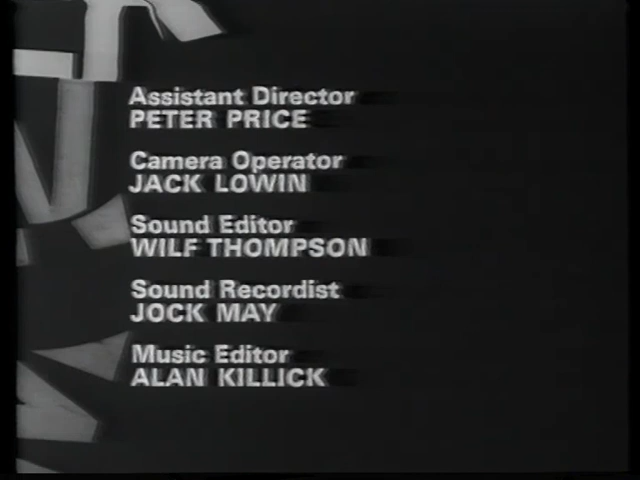 Assistant Director
PETER PRICE
Camera Operator
JACK LOWIN
Sound Editor
WILF THOMPSON
Sound Recordist
JOCK MAY
Music Editor
ALAN KILLICK